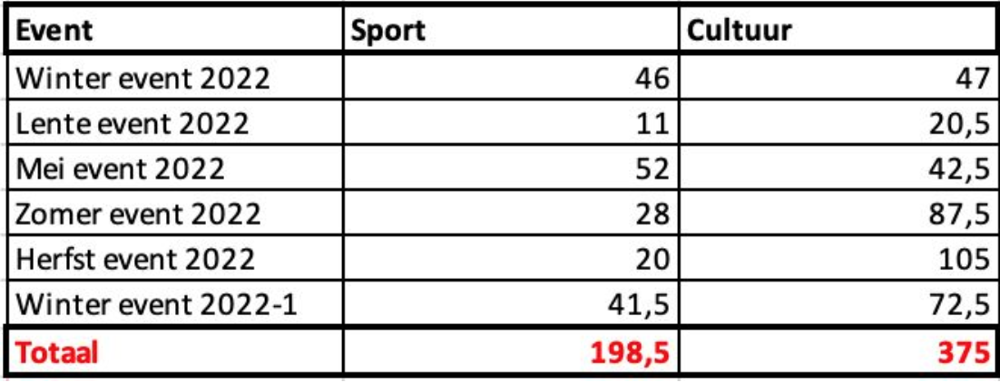 Event Sport Cultuur
Winter event 2022 46 47
Lente event 2022 11 20,5
Mei event 2022 52 42,5
Zomer event 2022 28 87,5
Herfst event 2022 20 105
Winter event 2022-1 41,5 72,5
Totaal 198,5 375